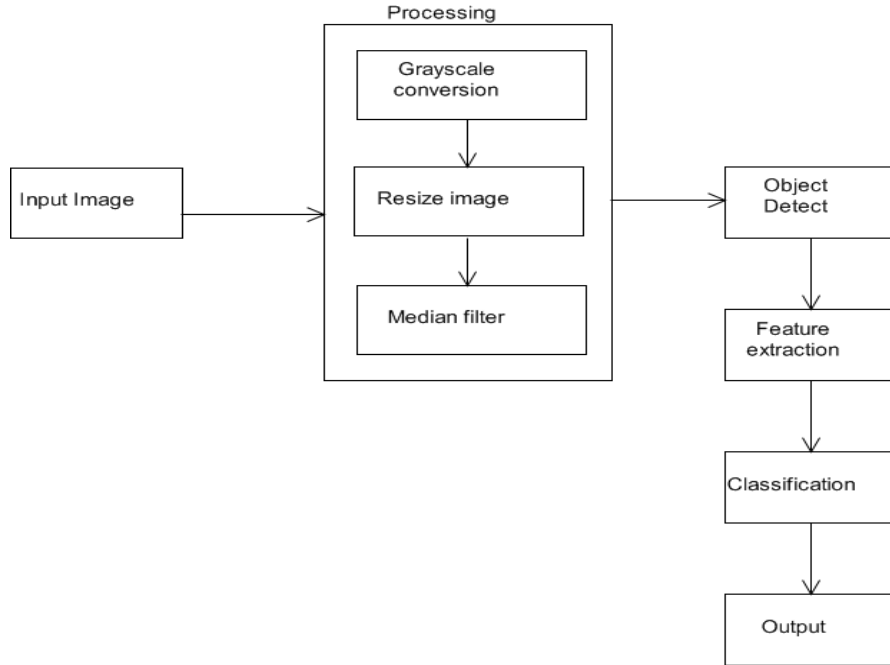 Processing
Grayscale
conversion
Input Image
Resize image
Median filter
Object
Detect
Feature
extraction
Classification
Output